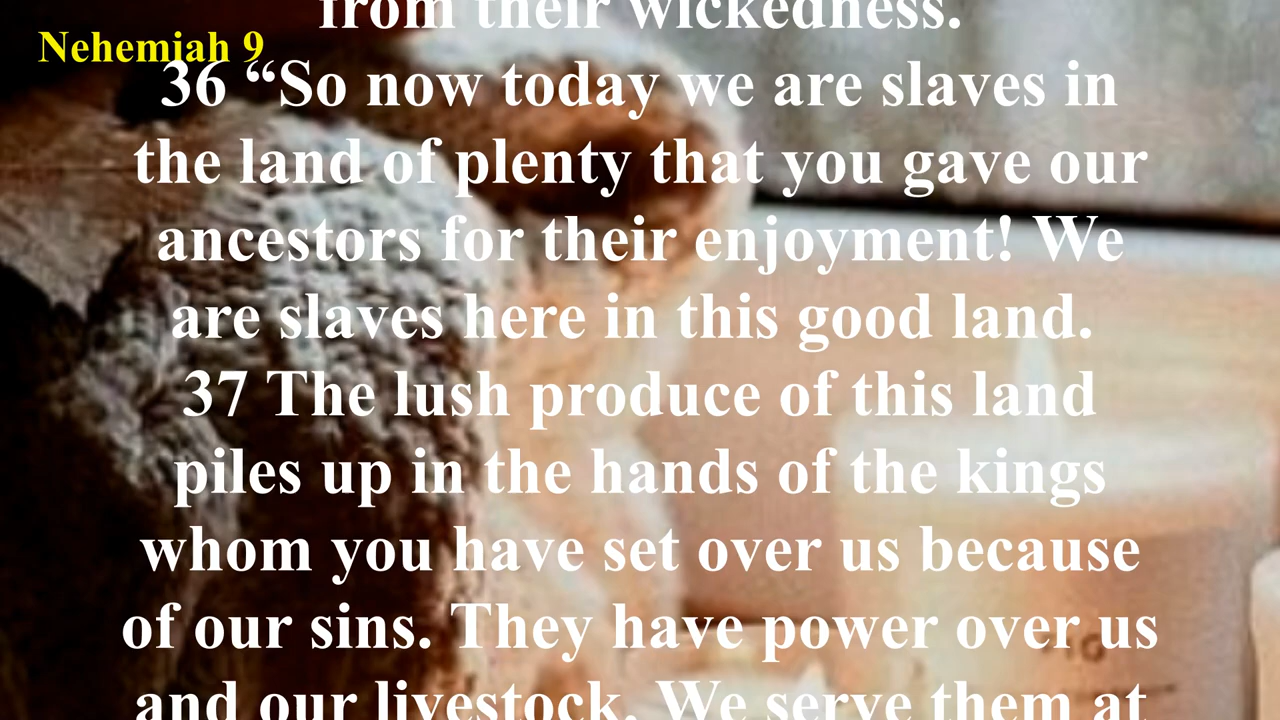 from their wickedness.
Nehemiah 9
36 “So now today we are slaves in
the land of plenty that you gave our
ancestors for their enjoyment! We
are slaves here in this good land.
37 The lush produce of this land
piles up in the hands of the kings
whom you have set over us because
of our sins. They have power over us
and our livestock. We serve them at